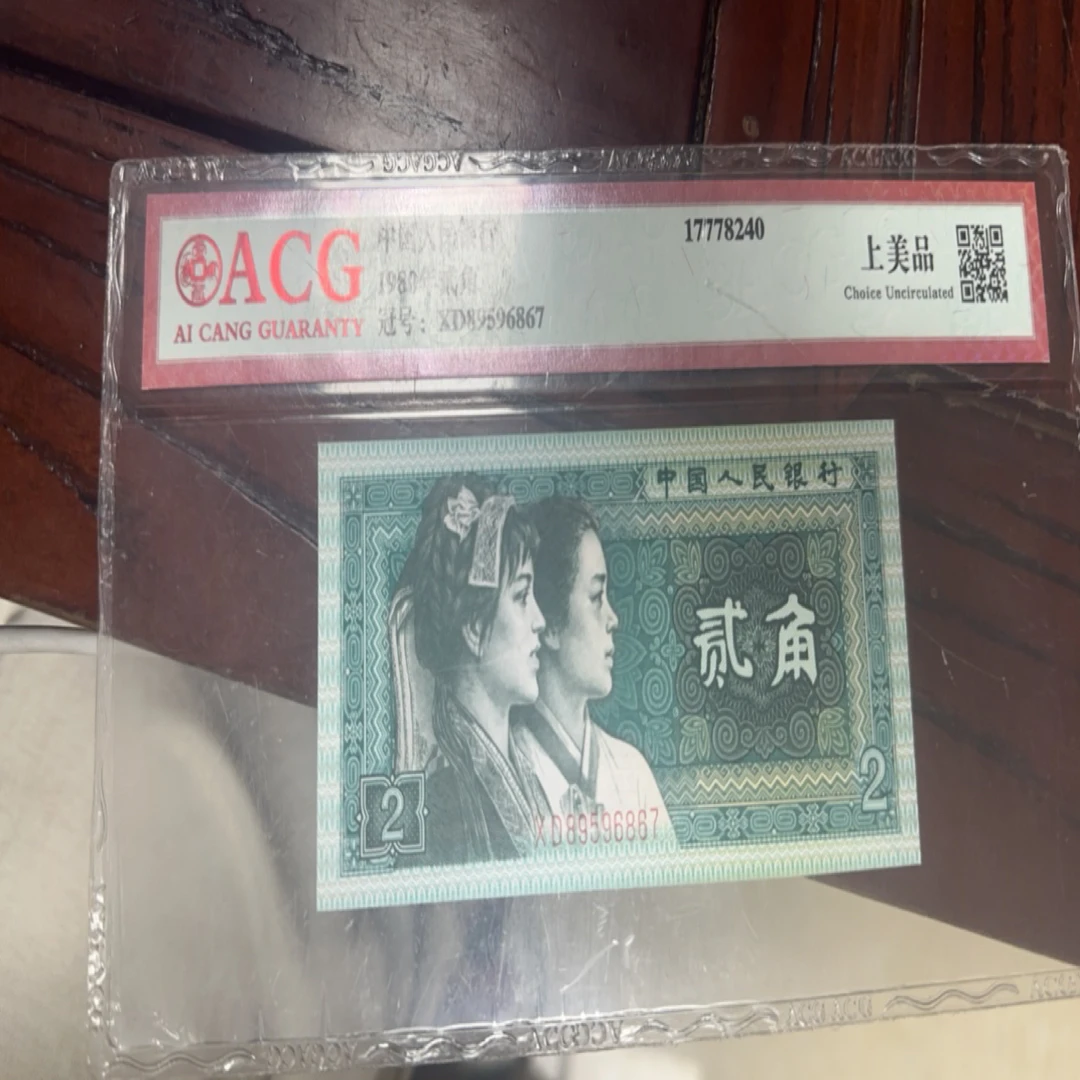 ACG
AI CANG GUARANTY
中国人民银行
1980年贰角
冠号：XD89596867
17778240
上美品
Choice Uncirculated
中国人民银行
贰角
2
2
XD89596867